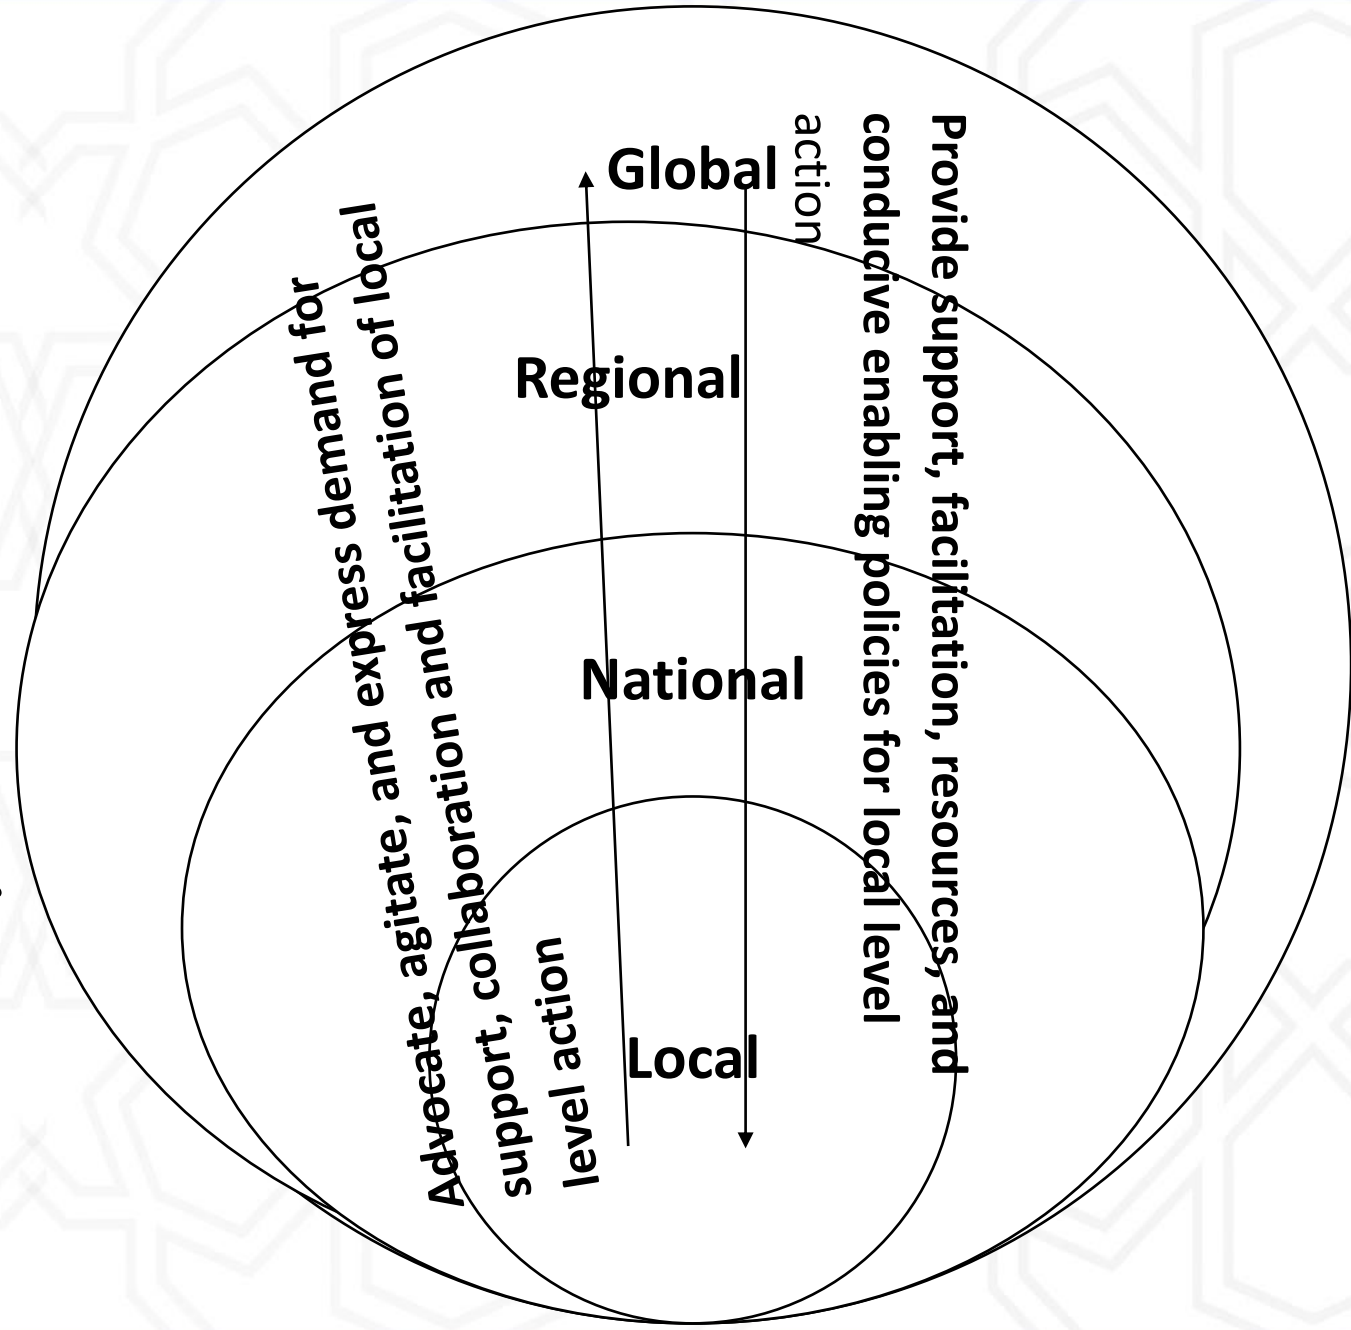 Global
Regional
National
Local
Advocate, agitate, and express demand for
support, collaboration and facilitation of local
level action
Provide support, facilitation, resources, and
conducive enabling policies for local level
action